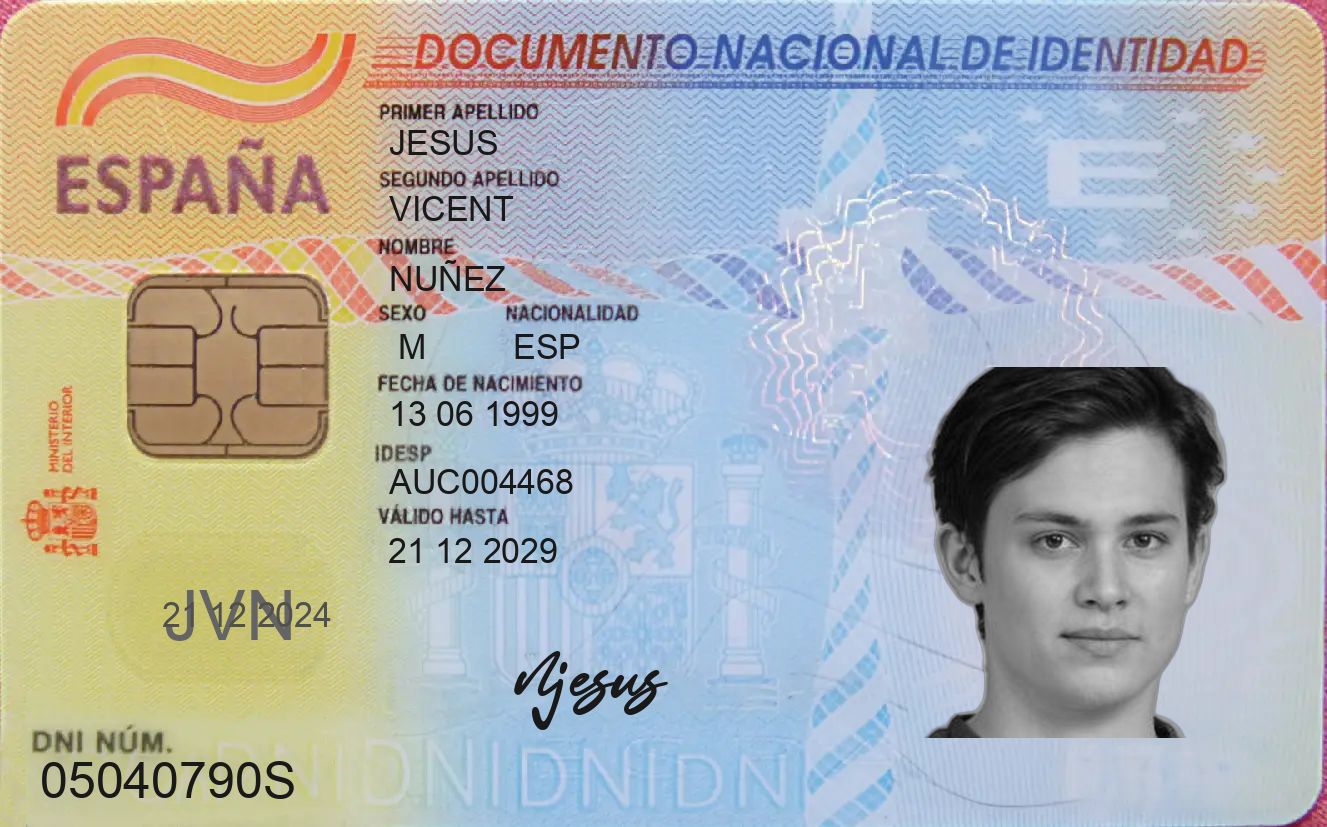 DOCUMENTO NACIONAL DE IDENTIDAD
ESPAÑA
PRIMER APELLIDO
JESUS
SEGUNDO APELLIDO
VICENT
NOMBRE
NUÑEZ
SEXO NACIONALIDAD
M ESP
FECHA DE NACIMIENTO
13 06 1999
IDESP
AUC004468
VÁLIDO HASTA
21 12 2029
MINISTERIO
DEL INTERIOR
E
21 12 2024
JVN
Njesus
DNI NÚM.
05040790S
DNIDNIDNIDNI